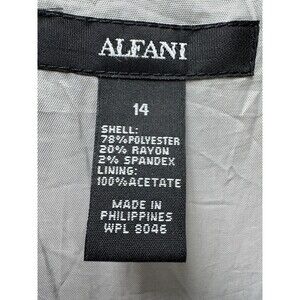 ALFANI
14
SHELL:
78% POLYESTER
20% RAYON
2% SPANDEX
LINING:
100% ACETATE
MADE IN
PHILIPPINES
WPL 8046